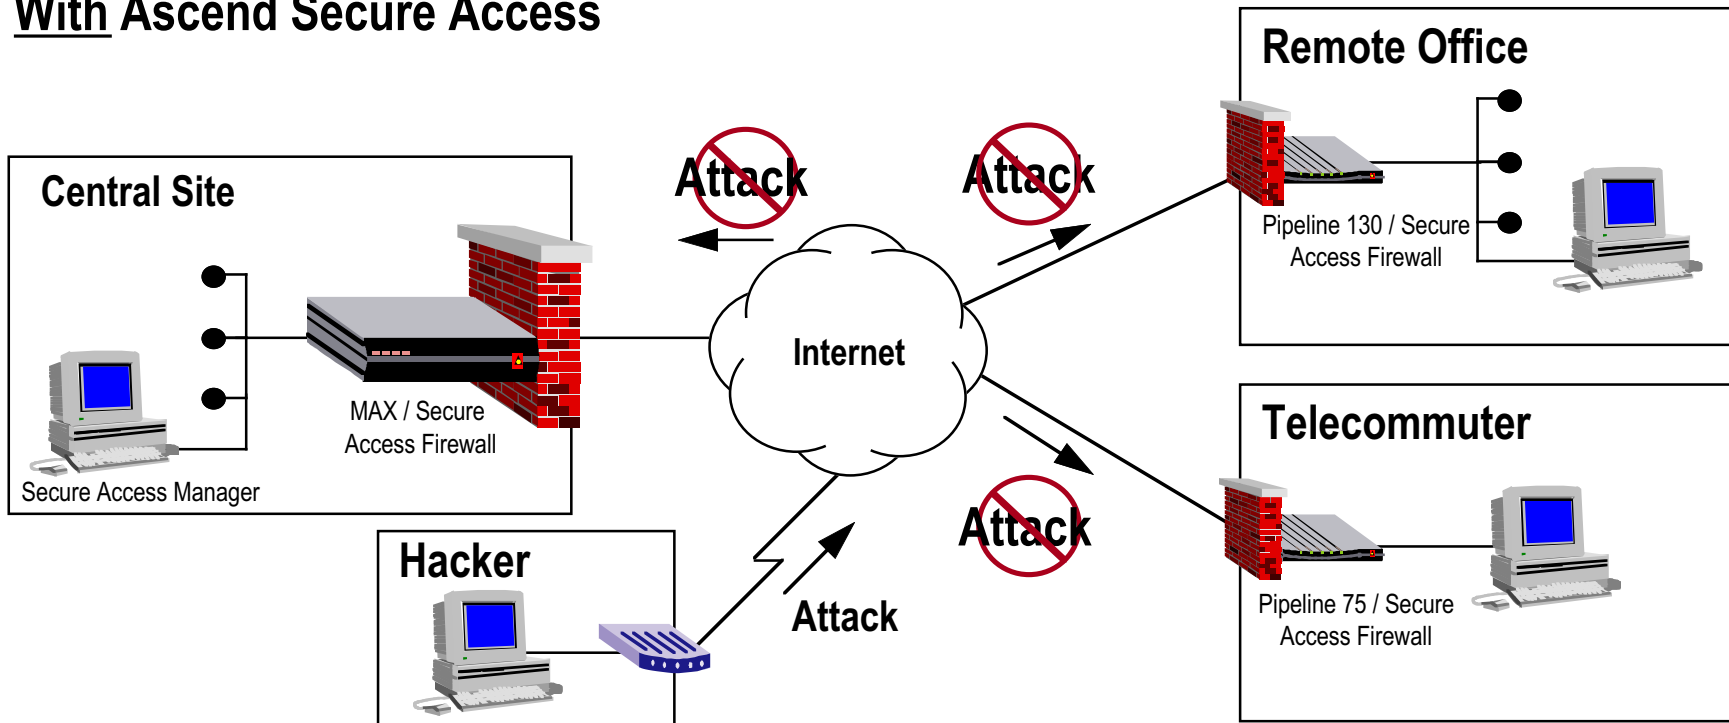 With Ascend Secure Access
Remote Office
Attack
Attack
Central Site
Pipeline 130 / Secure
Access Firewall
Internet
MAX / Secure
Access Firewall
Telecommuter
Secure Access Manager
Attack
Hacker
Attack
Pipeline 75 / Secure
Access Firewall